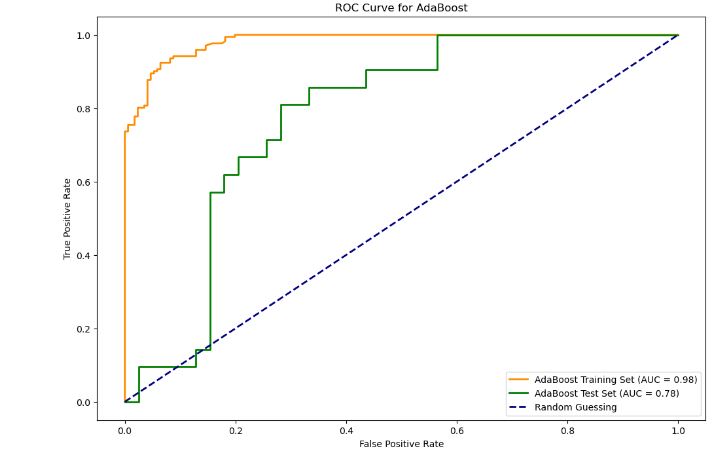 ROC Curve for AdaBoost
True Positive Rate
1.0
0.8
0.6
0.4
0.2
0.0
0.0 0.2 0.4 0.6 0.8 1.0
False Positive Rate
AdaBoost Training Set (AUC = 0.98)
AdaBoost Test Set (AUC = 0.78)
Random Guessing